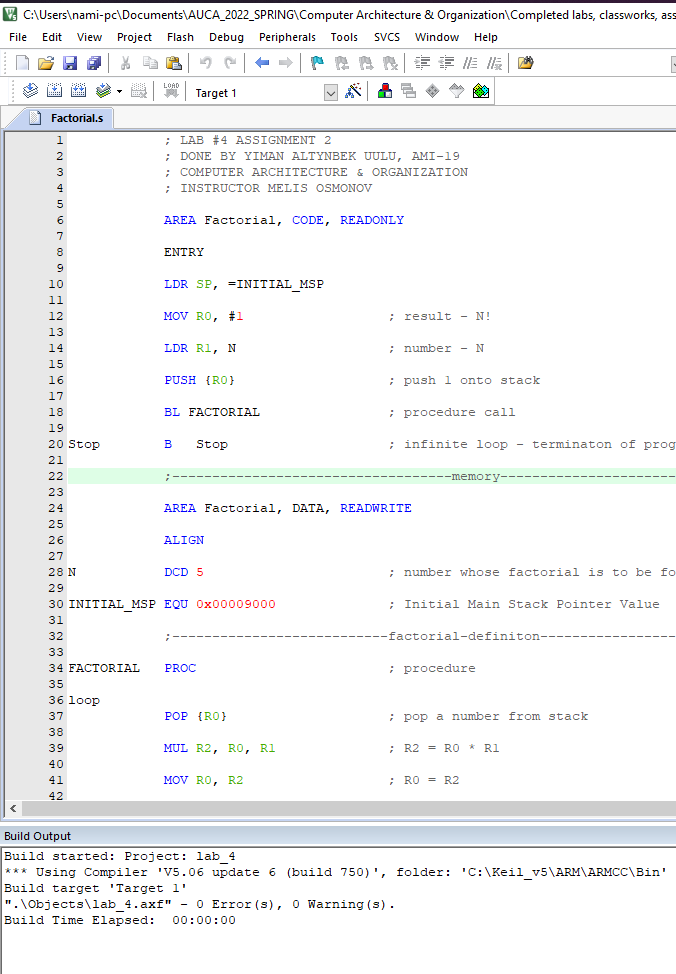 C:\Users\nami-pc\Documents\AUCA_2022_SPRING\Computer Architecture & Organization\Completed labs, classworks, ass
File Edit View Project Flash Debug Peripherals Tools SVCS Window Help
LOAD Target 1
Factorial.s
1 ; LAB #4 ASSIGNMENT 2
2 ; DONE BY YIMAN ALTYNBEK UULU, AMI-19
3 ; COMPUTER ARCHITECTURE & ORGANIZATION
4 ; INSTRUCTOR MELIS OSMONOV
5
6 AREA Factorial, CODE, READONLY
7
8 ENTRY
9
10 LDR SP, =INITIAL_MSP
11
12 MOV R0, #1 ; result - N!
13
14 LDR R1, N ; number - N
15
16 PUSH {R0} ; push 1 onto stack
17
18 BL FACTORIAL ; procedure call
19
20 Stop B Stop ; infinite loop - terminaton of prog
21
22 ;-----------------------------------memory----------------------
23
24 AREA Factorial, DATA, READWRITE
25
26 ALIGN
27
28 N DCD 5 ; number whose factorial is to be fo
29
30 INITIAL_MSP EQU 0x00009000 ; Initial Main Stack Pointer Value
31
32 ;---------------------------factorial-definiton-----------------
33
34 FACTORIAL PROC ; procedure
35
36 loop
37 POP {R0} ; pop a number from stack
38
39 MUL R2, R0, R1 ; R2 = R0 * R1
40
41 MOV R0, R2 ; R0 = R2
42
Build Output
Build started: Project: lab_4
*** Using Compiler 'V5.06 update 6 (build 750)', folder: 'C:\Keil_v5\ARM\ARMCC\Bin'
Build target 'Target 1'
".\Objects\lab_4.axf" - 0 Error(s), 0 Warning(s).
Build Time Elapsed:  00:00:00